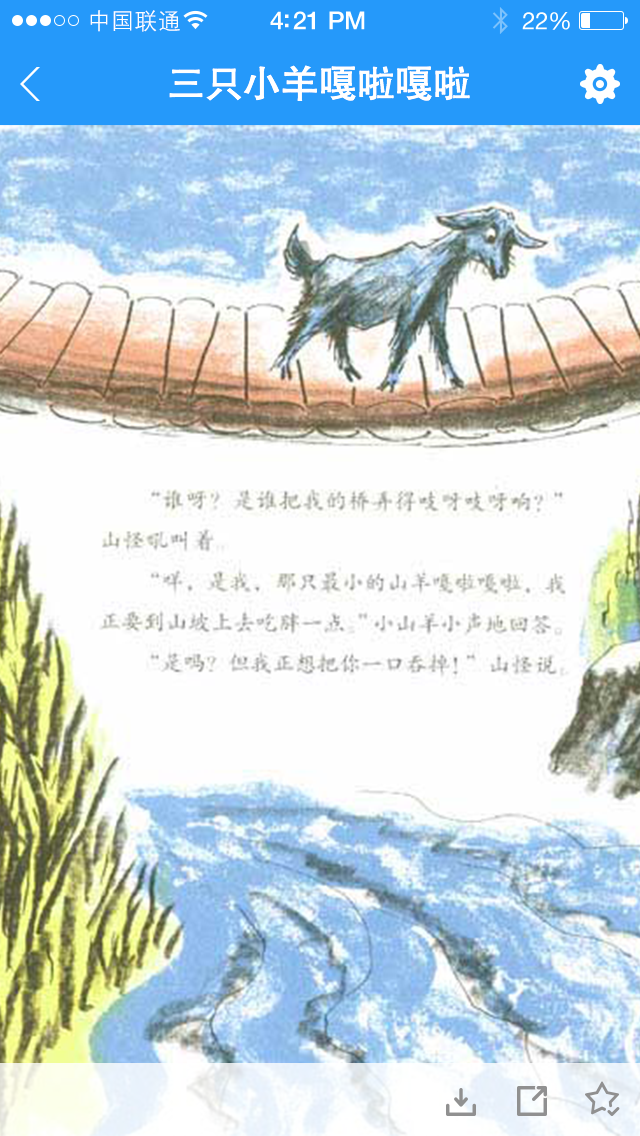 中国联通 4:21 PM 22%
三只小羊嘎啦嘎啦
“谁呀？是谁把我的桥弄得吱呀吱呀响？”
山怪吼叫着。
“咩，是我，那只最小的山羊嘎啦嘎啦，我
正要到山坡上去吃胖一点。”小山羊小声地回答。
“是吗？但我正想把你一口吞掉！”山怪说。